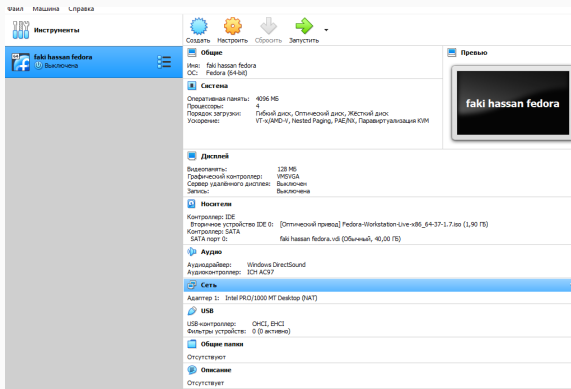 Файл Машина Справка
Инструменты
Создать Настроить Сбросить Запустить
faki hassan fedora
Выключена
Общие
Имя: faki hassan fedora
ОС: Fedora (64-bit)
Превью
faki hassan fedora
Система
Оперативная память: 4096 МБ
Процессоры: 4
Порядок загрузки: Гибкий диск, Оптический диск, Жёсткий диск
Ускорение: VT-x/AMD-V, Nested Paging, PAE/NX, Паравиртуализация KVM
Дисплей
Видеопамять: 128 МБ
Графический контроллер: VMSVGA
Сервер удалённого дисплея: Выключен
Запись: Выключена
Носители
Контроллер: IDE
Вторичное устройство IDE 0: [Оптический привод] Fedora-Workstation-Live-x86_64-37-1.7.iso (1,90 ГБ)
Контроллер: SATA
SATA порт 0: faki hassan fedora.vdi (Обычный, 40,00 ГБ)
Аудио
Аудиодрайвер: Windows DirectSound
Аудиоконтроллер: ICH AC97
Сеть
Адаптер 1: Intel PRO/1000 MT Desktop (NAT)
USB
USB-контроллер: OHCI, EHCI
Фильтры устройств: 0 (0 активно)
Общие папки
Отсутствуют
Описание
Отсутствует